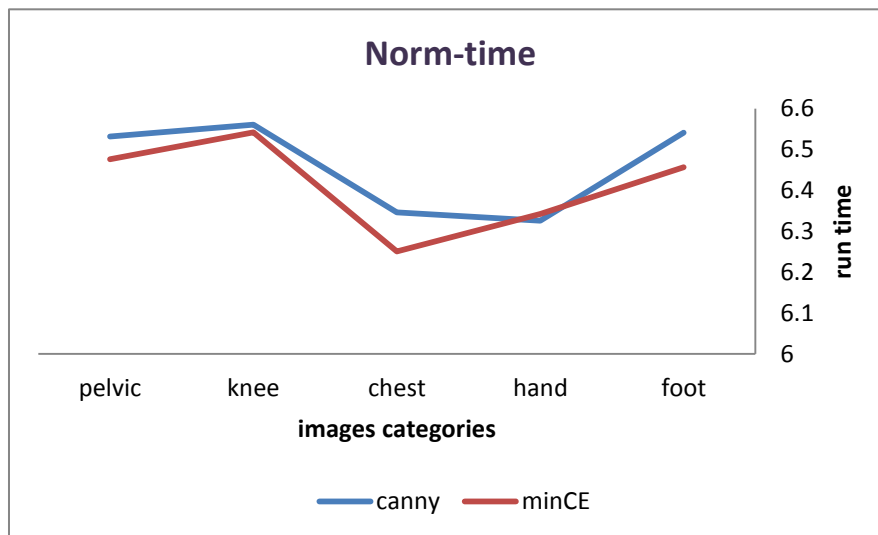 Norm-time
6.6
6.5
6.4
6.3
6.2
6.1
6
run time
pelvic knee chest hand foot
images categories
canny minCE